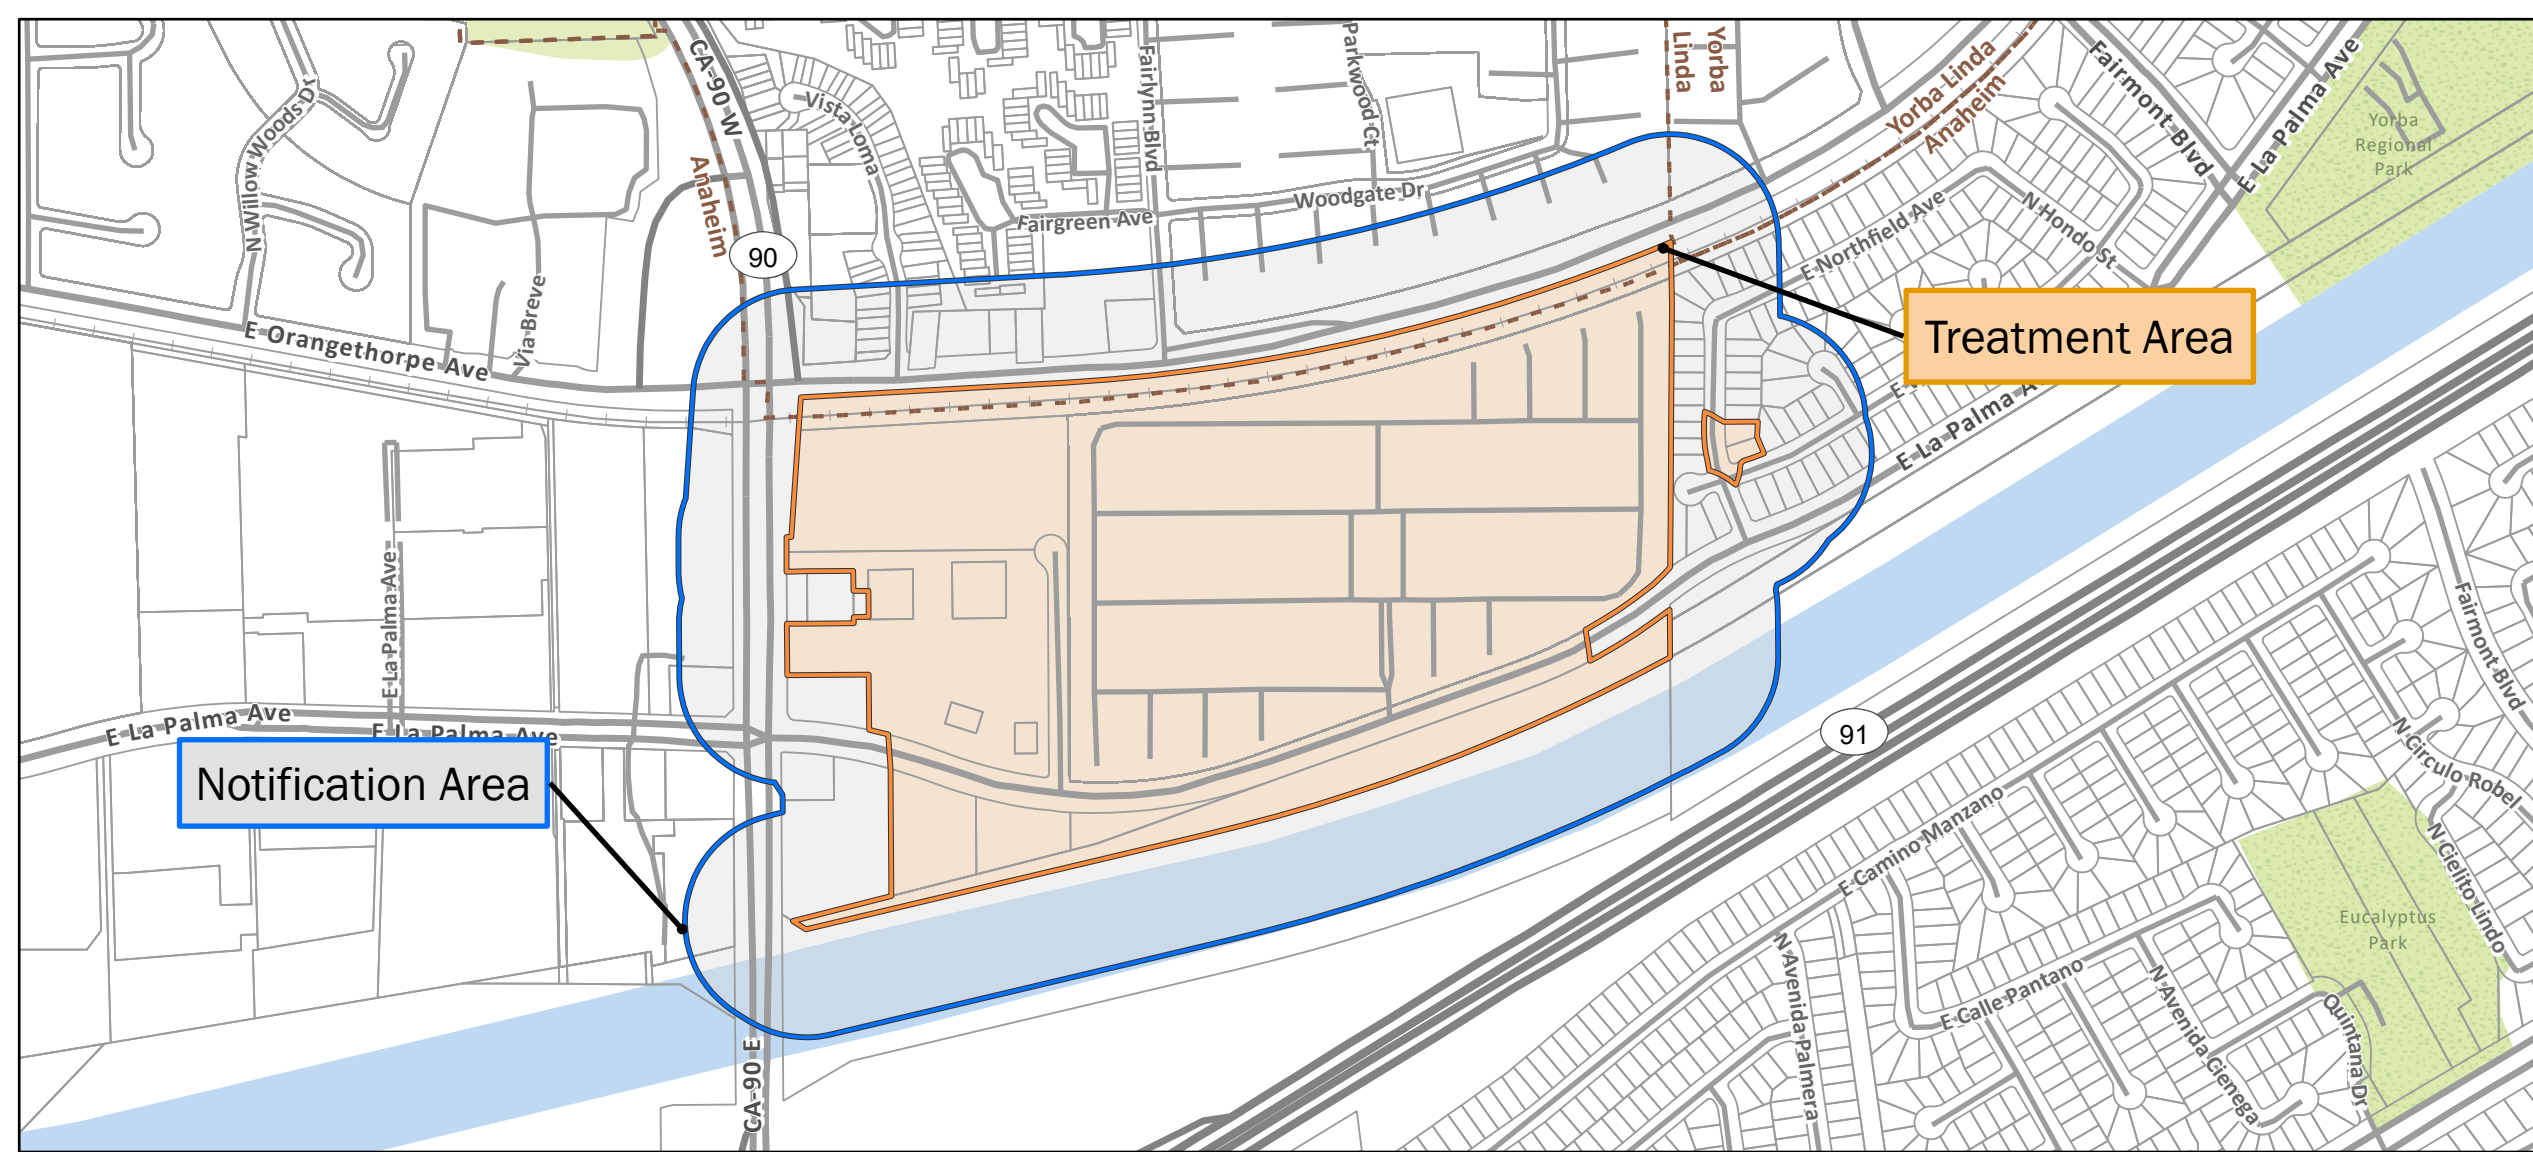 CA-90 W
Fairlynn Blvd
Parkwood Ct
Yorba
Linda
Yorba Linda
Anaheim
Fairmont Blvd
E La Palma Ave
Yorba
Regional
Park
N Willow Woods Dr
Vista Loma
Anaheim
Woodgate Dr
Fairgreen Ave
E Northfield Ave
N Hondo St
90
Via Breve
E Orangethorpe Ave
Treatment Area
E La Palma A
E La Palma Ave
E La Palma Ave
E La Palma Ave
Notification Area
91
Fairmont Blvd
N Circulo Robel
E Camino Manzano
N Cielito Lindo
Eucalyptus
Park
N Avenida Palmera
E Calle Pantano
N Avenida Cienega
Quintana Dr
CA-90 E